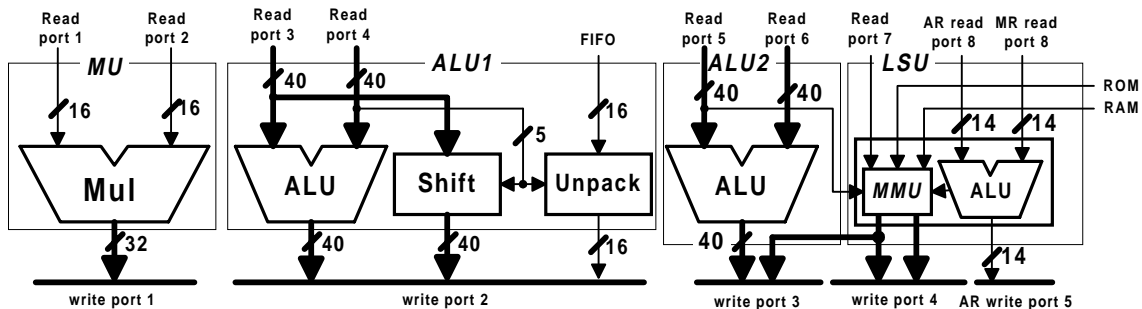 Read port 1
Read port 2
Read port 3
Read port 4
FIFO
Read port 5
Read port 6
Read port 7
AR read port 8
MR read port 8
MU
ALU1
ALU2
LSU
16
16
40
40
16
5
40
40
14
14
ROM
RAM
Mul
ALU
Shift
Unpack
ALU
MMU
ALU
32
40
40
16
40
14
write port 1
write port 2
write port 3
write port 4
AR write port 5